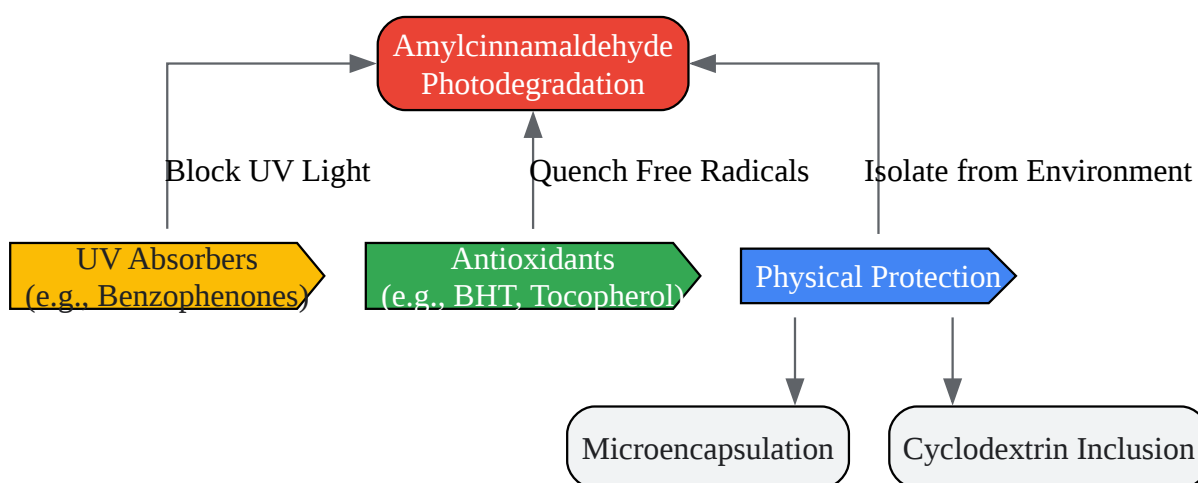 Amylcinnamaldehyde
Photodegradation
Block UV Light
Quench Free Radicals
Isolate from Environment
UV Absorbers
(e.g., Benzophenones)
Antioxidants
(e.g., BHT, Tocopherol)
Physical Protection
Microencapsulation
Cyclodextrin Inclusion